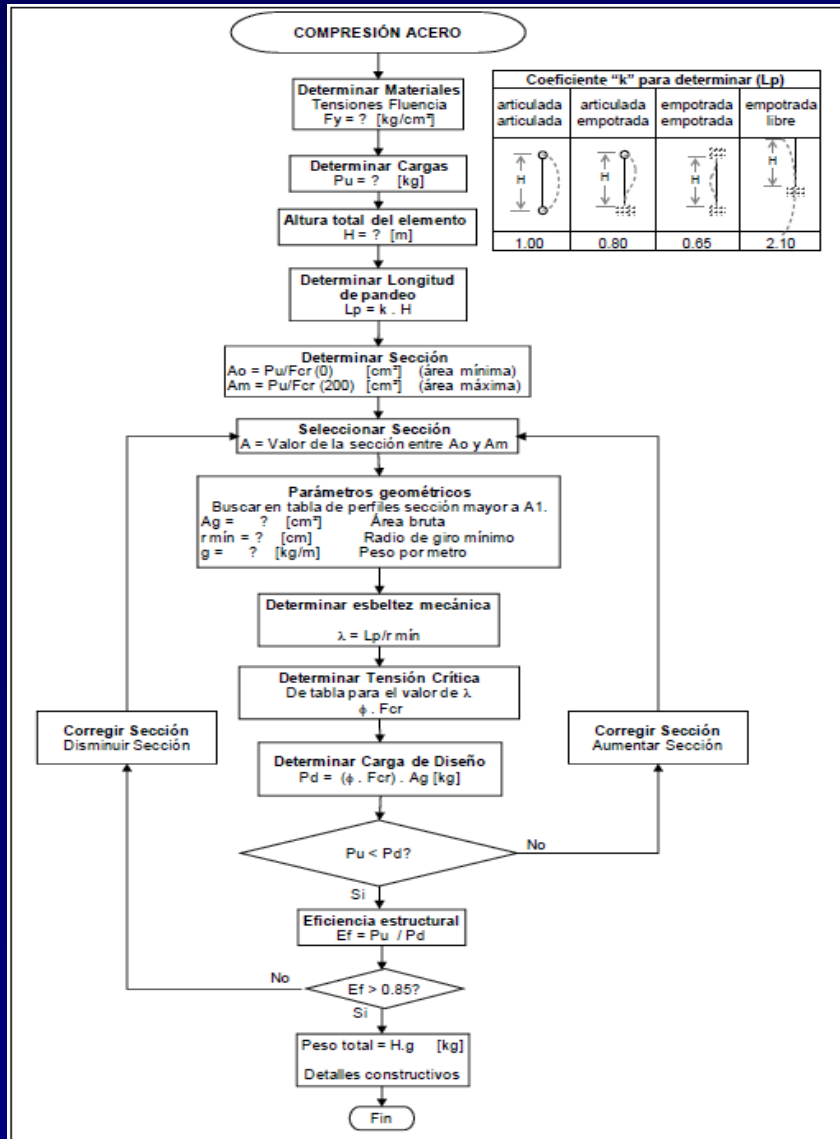 COMPRESIÓN ACERO
Determinar Materiales
Tensiones Fluencia
Fy = ? [kg/cm²]
Determinar Cargas
Pu = ? [kg]
Altura total del elemento
H = ? [m]
Determinar Longitud
de pandeo
Lp = k . H
Coeficiente "k" para determinar (Lp)
articulada articulada empotrada empotrada
articulada empotrada empotrada libre
H H H H
1.00 0.80 0.65 2.10
Determinar Sección
Ao = Pu/Fcr (0) [cm²] (área mínima)
Am = Pu/Fcr (200) [cm²] (área máxima)
Seleccionar Sección
A = Valor de la sección entre Ao y Am
Parámetros geométricos
Buscar en tabla de perfiles sección mayor a A1.
Ag = ? [cm²] Área bruta
r mín = ? [cm] Radio de giro mínimo
g = ? [kg/m] Peso por metro
Determinar esbeltez mecánica
λ = Lp/r mín
Determinar Tensión Crítica
De tabla para el valor de λ
ϕ . Fcr
Corregir Sección
Disminuir Sección
Corregir Sección
Aumentar Sección
Determinar Carga de Diseño
Pd = (ϕ . Fcr) . Ag [kg]
Pu < Pd?
No
Si
Eficiencia estructural
Ef = Pu / Pd
No
Ef > 0.85?
Si
Peso total = H.g [kg]
Detalles constructivos
Fin